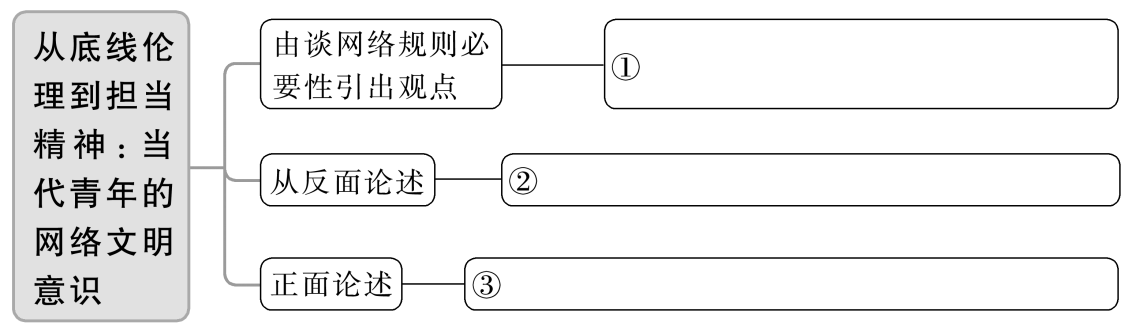 从底线伦
理到担当
精神：当
代青年的
网络文明
意识
由谈网络规则必
要性引出观点
①
从反面论述
②
正面论述
③